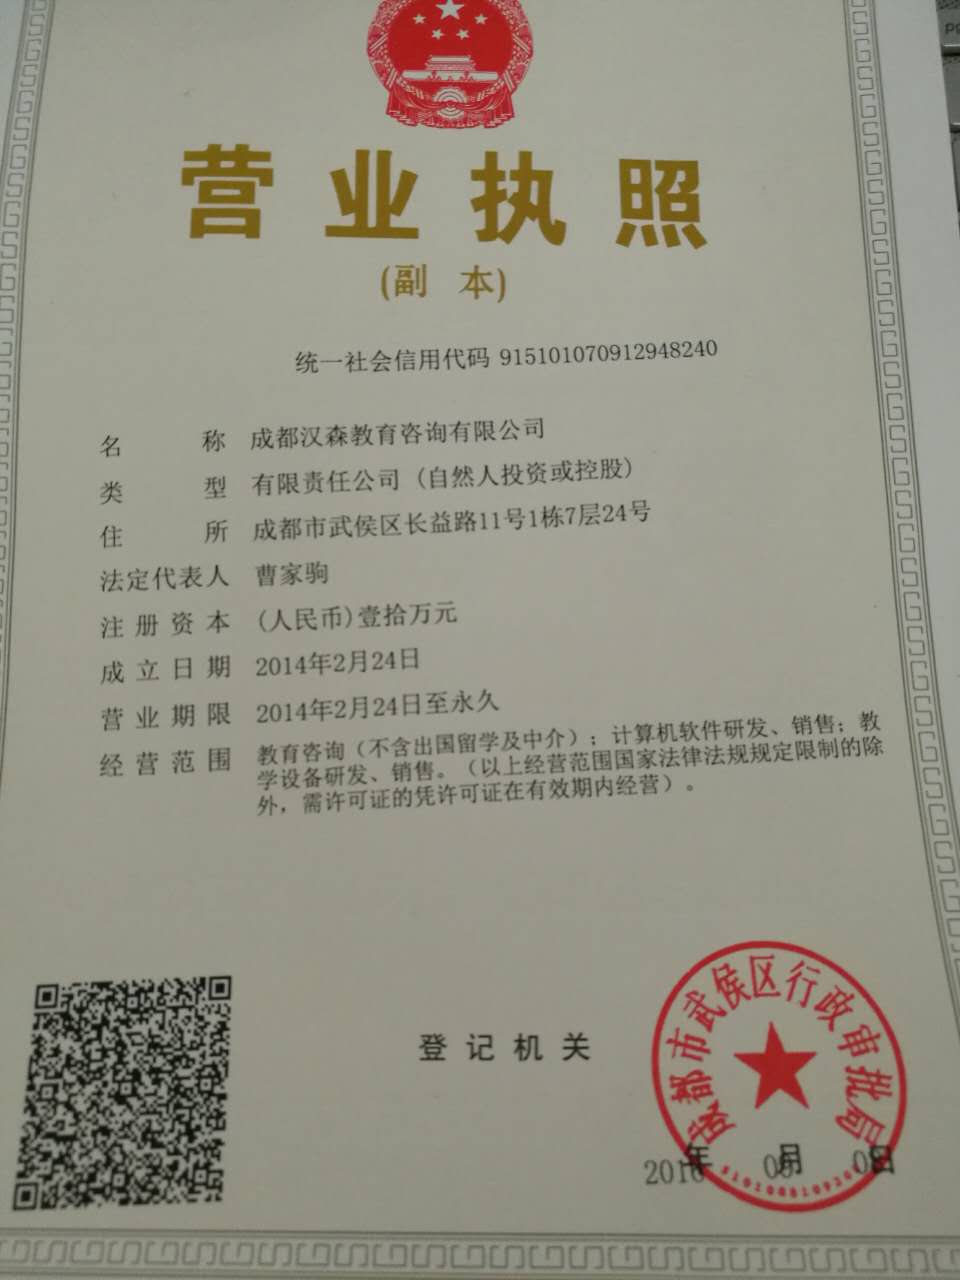 营业执照
(副 本)
统一社会信用代码 915101070912948240
名 称 成都汉森教育咨询有限公司
类 型 有限责任公司 (自然人投资或控股)
住 所 成都市武侯区长益路11号1栋7层24号
法定代表人 曹家驹
注 册 资 本 (人民币)壹拾万元
成 立 日 期 2014年2月24日
营 业 期 限 2014年2月24日至永久
经 营 范 围 教育咨询（不含出国留学及中介）；计算机软件研发、销售；教
学设备研发、销售。（以上经营范围国家法律法规规定限制的除
外，需许可证的凭许可证在有效期内经营）。
登 记 机 关
成都市武侯区行政审批局
年 月 日